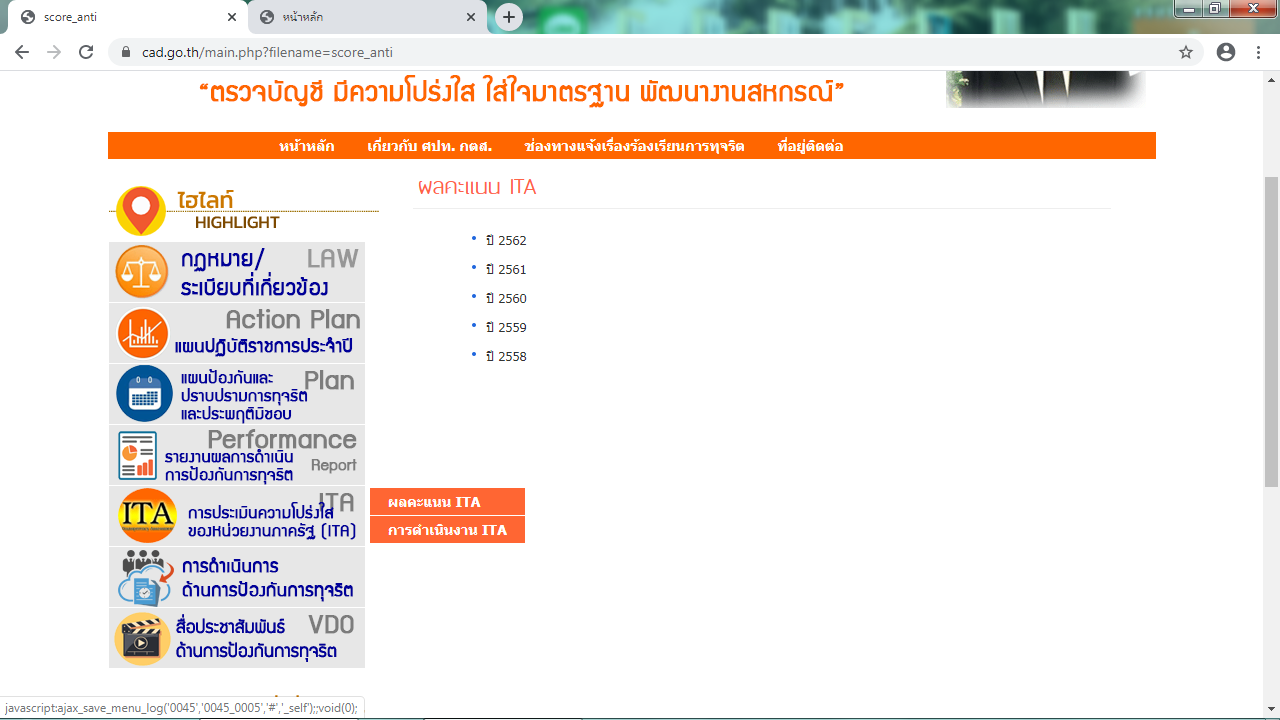 score_anti
หน้าหลัก
cad.go.th/main.php?filename=score_anti
“ตรวจบัญชี มีความโปร่งใส ใส่ใจมาตรฐาน พัฒนางานสหกรณ์”
หน้าหลัก เกี่ยวกับ ศปท. กตส. ช่องทางแจ้งเรื่องร้องเรียนการทุจริต ที่อยู่ติดต่อ
ไฮไลท์
HIGHLIGHT
ผลคะแนน ITA
ปี 2562
ปี 2561
ปี 2560
ปี 2559
ปี 2558
กฎหมาย/ LAW
ระเบียบที่เกี่ยวข้อง
Action Plan
แผนปฏิบัติราชการประจำปี
แผนป้องกันและ Plan
ปราบปรามการทุจริต
และประพฤติมิชอบ
Performance
รายงานผลการดำเนิน Report
การป้องกันการทุจริต
ITA ITA
การประเมินความโปร่งใส
ของหน่วยงานภาครัฐ (ITA)
ผลคะแนน ITA
การดำเนินงาน ITA
การดำเนินการ
ด้านการป้องกันการทุจริต
สื่อประชาสัมพันธ์ VDO
ด้านการป้องกันการทุจริต
javascript:ajax_save_menu_log('0045','0045_0005','#','_self');;void(0);